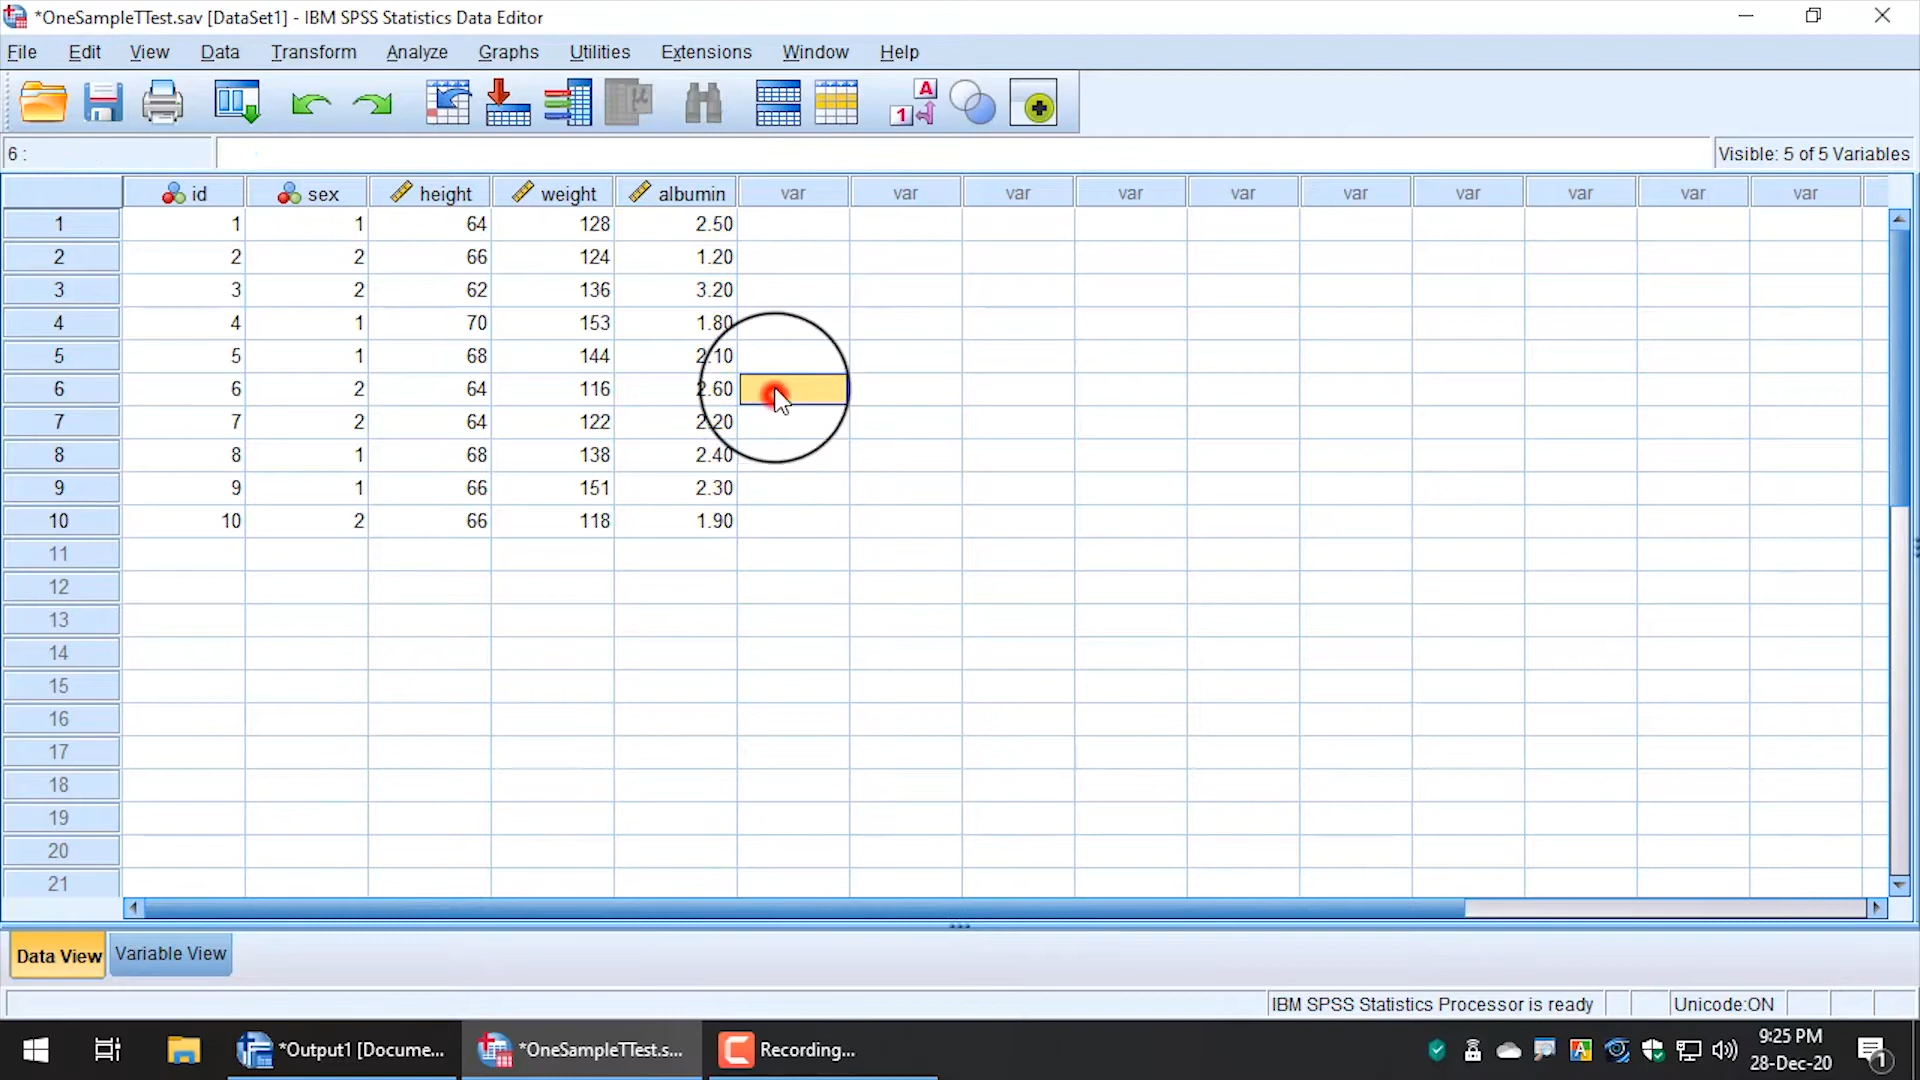 *OneSampleTTest.sav [DataSet1] - IBM SPSS Statistics Data Editor
File Edit View Data Transform Analyze Graphs Utilities Extensions Window Help
6 : Visible: 5 of 5 Variables
id sex height weight albumin var var var var var var var var var var
1 1 1 64 128 2.50
2 2 2 66 124 1.20
3 3 2 62 136 3.20
4 4 1 70 153 1.80
5 5 1 68 144 2.10
6 6 2 64 116 2.60
7 7 2 64 122 2.20
8 8 1 68 138 2.40
9 9 1 66 151 2.30
10 10 2 66 118 1.90
11
12
13
14
15
16
17
18
19
20
21
Data View Variable View
IBM SPSS Statistics Processor is ready Unicode:ON
*Output1 [Docume... *OneSampleTTest.s... Recording... 9:25 PM
28-Dec-20 1